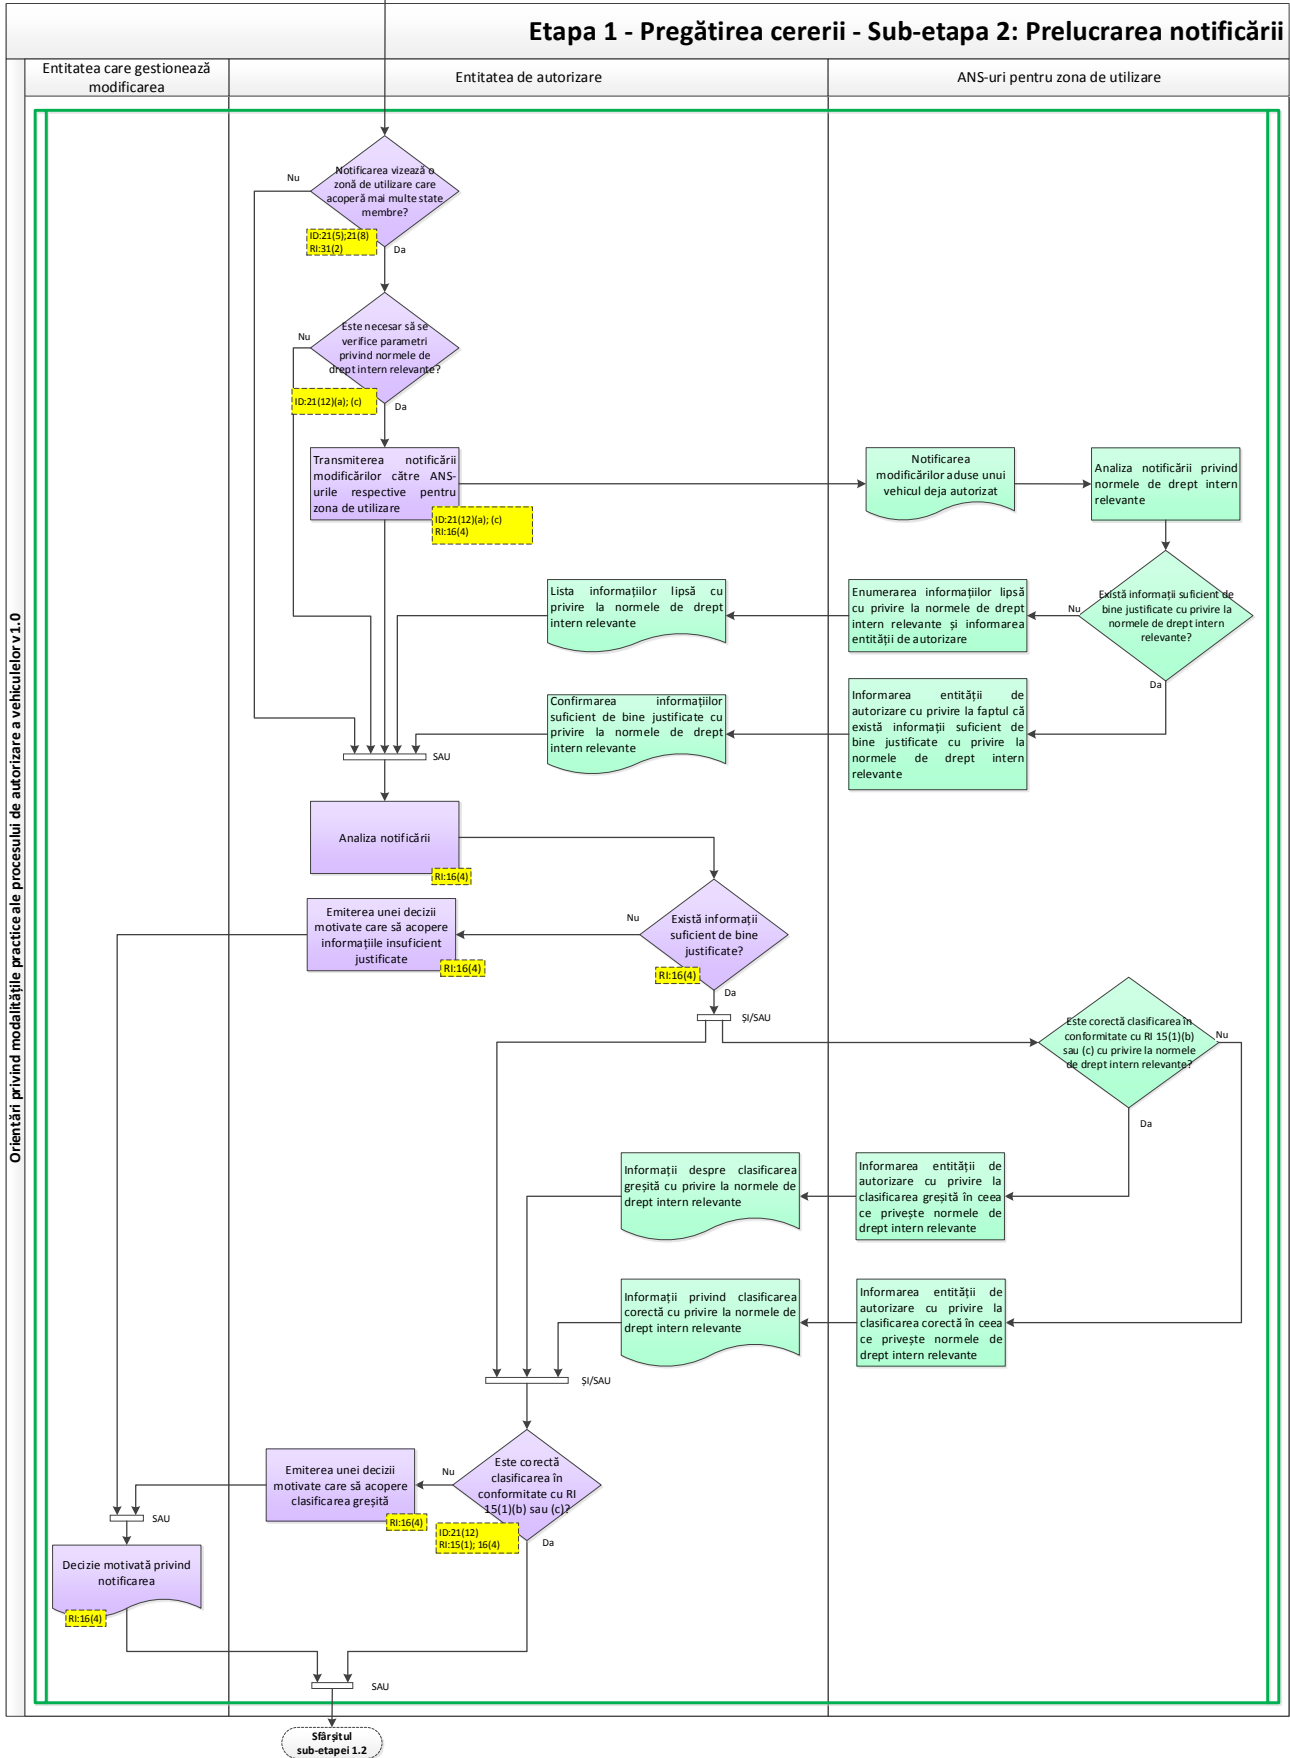 Etapa 1 - Pregătirea cererii - Sub-etapa 2: Prelucrarea notificării
Entitatea care gestionează
modificarea
Entitatea de autorizare
ANS-uri pentru zona de utilizare
Orientări privind modalitățile practice ale procesului de autorizare a vehiculelor v1.0
Notificarea vizează o
zonă de utilizare care
acoperă mai multe state
membre?
Nu
ID:21(5);21(8)
RI:31(2)
Da
Este necesar să se
verifice parametri
privind normele de
drept intern relevante?
Nu
ID:21(12)(a); (c)
Da
Transmiterea notificării
modificărilor către ANS-
urile respective pentru
zona de utilizare
ID:21(12)(a); (c)
RI:16(4)
Notificarea
modificărilor aduse unui
vehicul deja autorizat
Analiza notificării privind
normele de drept intern
relevante
Există informații suficient de
bine justificate cu privire la
normele de drept intern
relevante?
Nu
Da
Enumerarea informațiilor lipsă
cu privire la normele de drept
intern relevante și informarea
entității de autorizare
Lista informațiilor lipsă cu
privire la normele de drept
intern relevante
Informarea entității de
autorizare cu privire la faptul că
există informații suficient de
bine justificate cu privire la
normele de drept intern
relevante
Confirmarea informațiilor
suficient de bine justificate cu
privire la normele de drept
intern relevante
SAU
Analiza notificării
RI:16(4)
Există informații
suficient de bine
justificate?
Nu
RI:16(4)
Da
Emiterea unei decizii
motivate care să acopere
informațiile insuficient
justificate
RI:16(4)
ȘI/SAU
Este corectă clasificarea în
conformitate cu RI 15(1)(b)
sau (c) cu privire la normele
de drept intern relevante?
Nu
Da
Informarea entității de
autorizare cu privire la
clasificarea greșită în ceea
ce privește normele de
drept intern relevante
Informații despre clasificarea
greșită cu privire la normele de
drept intern relevante
Informarea entității de
autorizare cu privire la
clasificarea corectă în ceea
ce privește normele de
drept intern relevante
Informații privind clasificarea
corectă cu privire la normele de
drept intern relevante
ȘI/SAU
Este corectă
clasificarea în
conformitate cu RI
15(1)(b) sau (c)?
Nu
ID:21(12)
RI:15(1); 16(4)
Da
Emiterea unei decizii
motivate care să acopere
clasificarea greșită
RI:16(4)
SAU
Decizie motivată privind
notificarea
RI:16(4)
SAU
Sfârșitul
sub-etapei 1.2